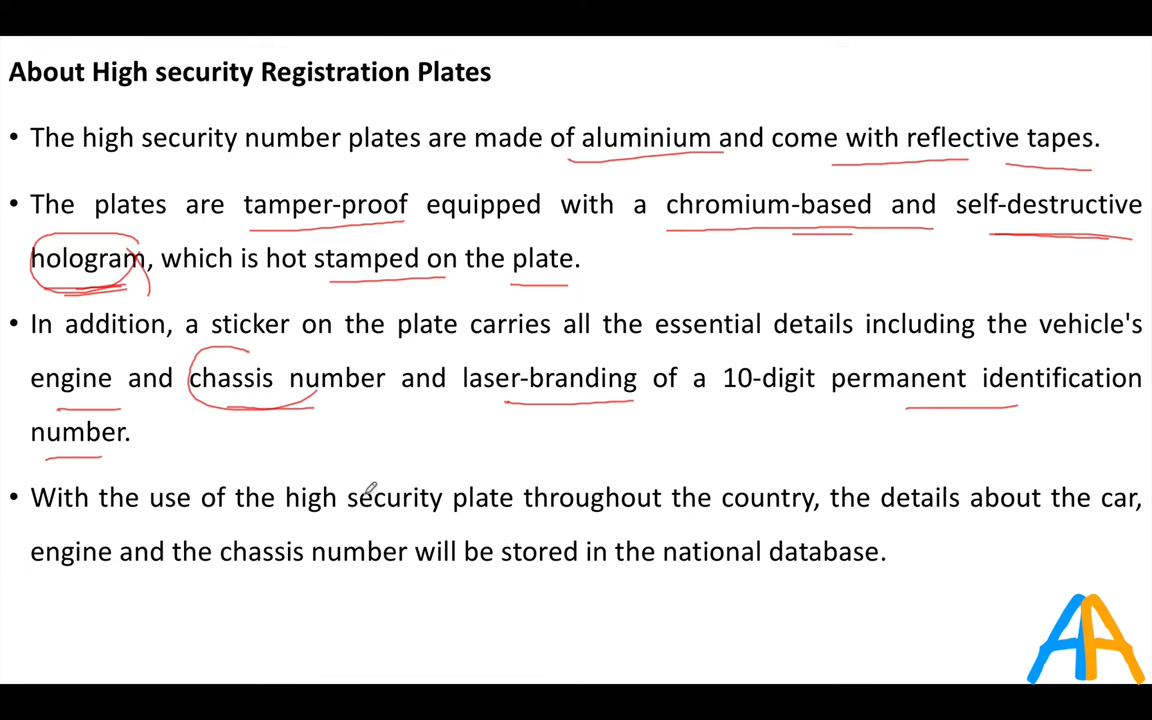 About High security Registration Plates
• The high security number plates are made of aluminium and come with reflective tapes.
• The plates are tamper-proof equipped with a chromium-based and self-destructive
hologram, which is hot stamped on the plate.
• In addition, a sticker on the plate carries all the essential details including the vehicle's
engine and chassis number and laser-branding of a 10-digit permanent identification
number.
• With the use of the high security plate throughout the country, the details about the car,
engine and the chassis number will be stored in the national database.
AA